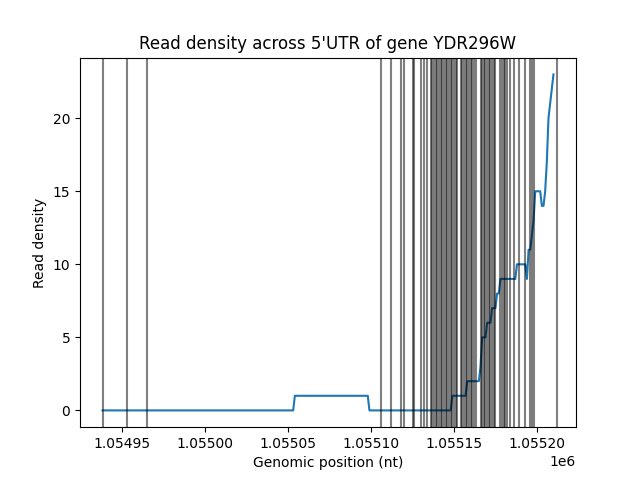 Read density across 5'UTR of gene YDR296W
Read density
20
15
10
5
0
1.05495
1.05500
1.05505
1.05510
1.05515
1.05520
1e6
Genomic position (nt)